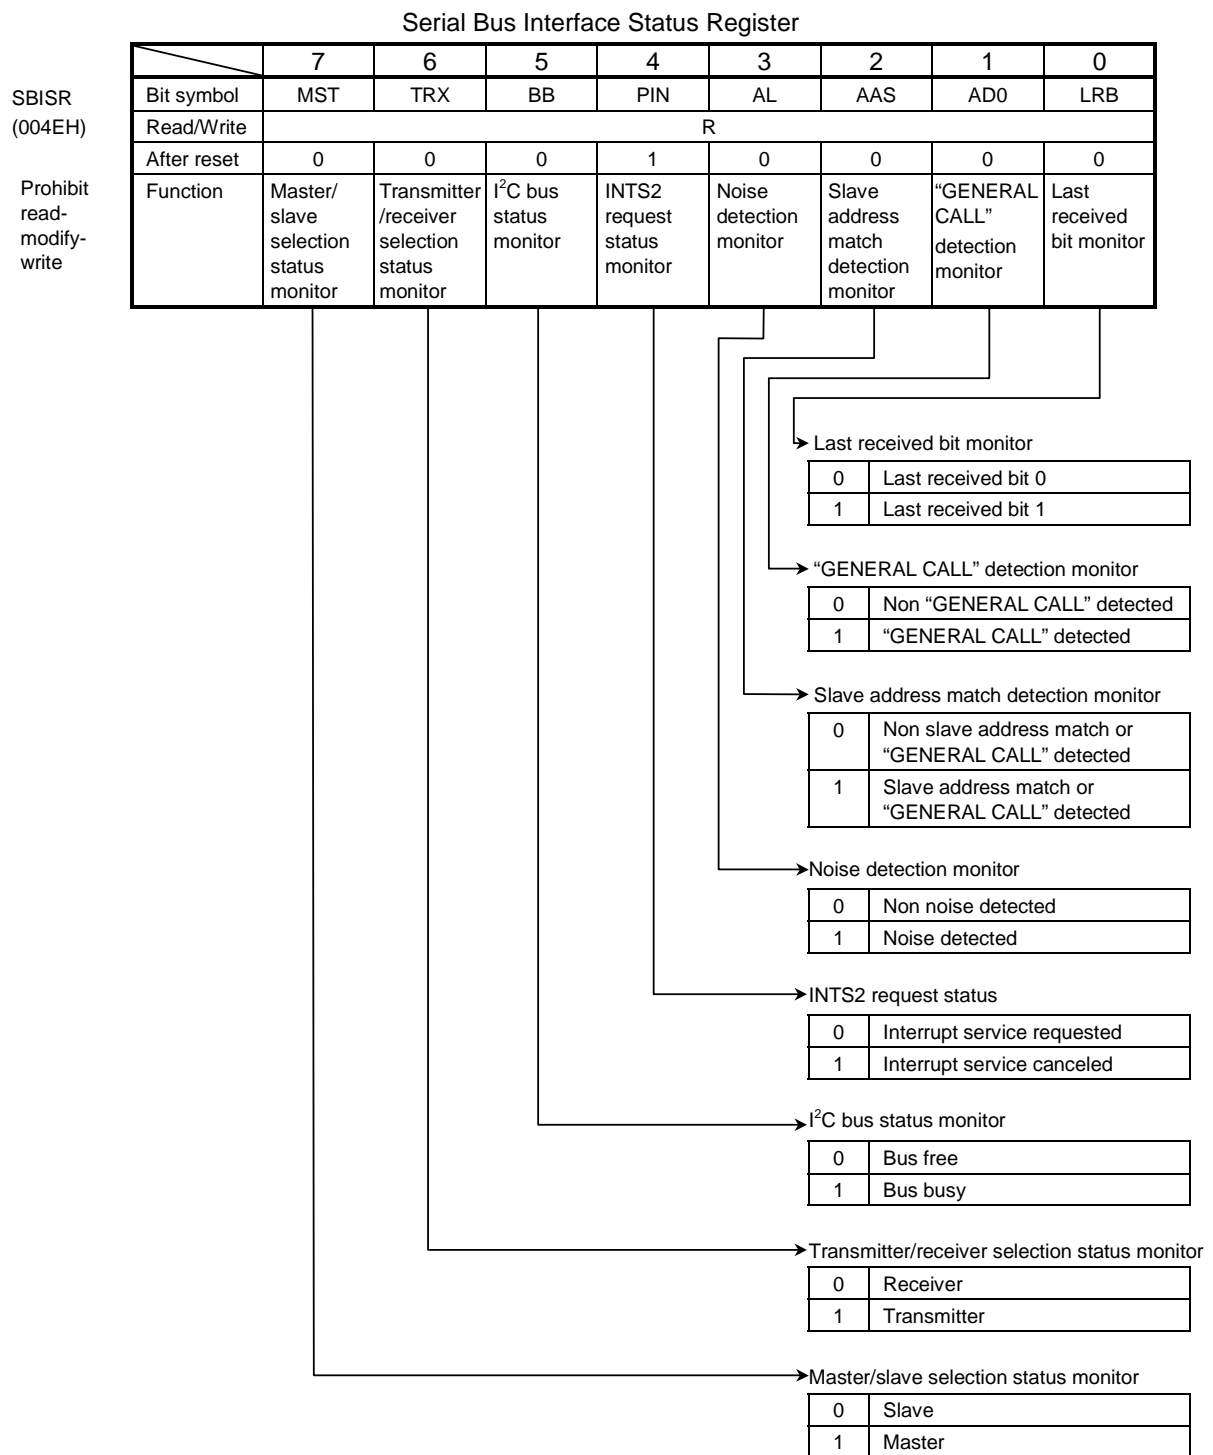 Serial Bus Interface Status Register
7 6 5 4 3 2 1 0
SBISR
(004EH)
Prohibit
read-
modify-
write
Bit symbol MST TRX BB PIN AL AAS AD0 LRB
Read/Write R
After reset 0 0 0 1 0 0 0 0
Function
Master/
slave
selection
status
monitor
Transmitter
/receiver
selection
status
monitor
I²C bus
status
monitor
INTS2
request
status
monitor
Noise
detection
monitor
Slave
address
match
detection
monitor
“GENERAL
CALL”
detection
monitor
Last
received
bit monitor
Last received bit monitor
0 Last received bit 0
1 Last received bit 1
“GENERAL CALL” detection monitor
0 Non “GENERAL CALL” detected
1 “GENERAL CALL” detected
Slave address match detection monitor
0 Non slave address match or
“GENERAL CALL” detected
1 Slave address match or
“GENERAL CALL” detected
Noise detection monitor
0 Non noise detected
1 Noise detected
INTS2 request status
0 Interrupt service requested
1 Interrupt service canceled
I²C bus status monitor
0 Bus free
1 Bus busy
Transmitter/receiver selection status monitor
0 Receiver
1 Transmitter
Master/slave selection status monitor
0 Slave
1 Master